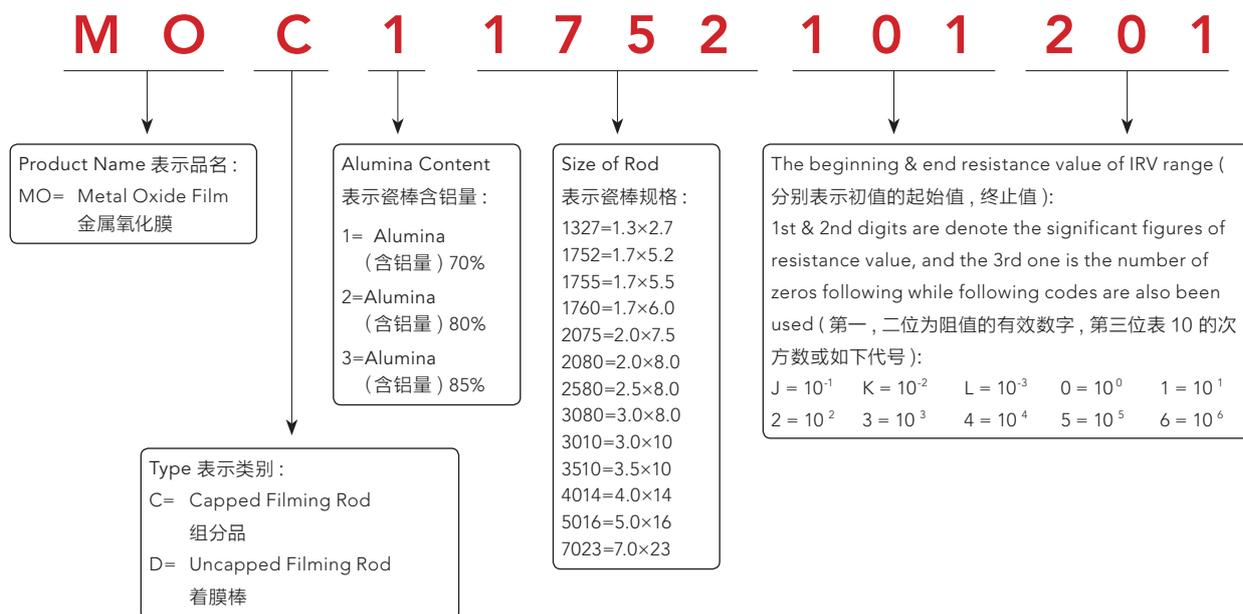 M O C 1 1 7 5 2 1 0 1 2 0 1
Product Name 表示品名 :
MO= Metal Oxide Film
金属氧化膜
Type 表示类别 :
C= Capped Filming Rod
组分品
D= Uncapped Filming Rod
着膜棒
Alumina Content
表示瓷棒含铝量 :
1= Alumina
(含铝量 ) 70%
2=Alumina
(含铝量 ) 80%
3=Alumina
(含铝量 ) 85%
Size of Rod
表示瓷棒规格 :
1327=1.3×2.7
1752=1.7×5.2
1755=1.7×5.5
1760=1.7×6.0
2075=2.0×7.5
2080=2.0×8.0
2580=2.5×8.0
3080=3.0×8.0
3010=3.0×10
3510=3.5×10
4014=4.0×14
5016=5.0×16
7023=7.0×23
The beginning & end resistance value of IRV range (
分别表示初值的起始值 , 终止值 ):
1st & 2nd digits are denote the significant figures of
resistance value, and the 3rd one is the number of
zeros following while following codes are also been
used ( 第一 , 二位为阻值的有效数字 , 第三位表 10 的次
方数或如下代号 ):
J = 10⁻¹ K = 10⁻² L = 10⁻³ 0 = 10⁰ 1 = 10¹
2 = 10² 3 = 10³ 4 = 10⁴ 5 = 10⁵ 6 = 10⁶